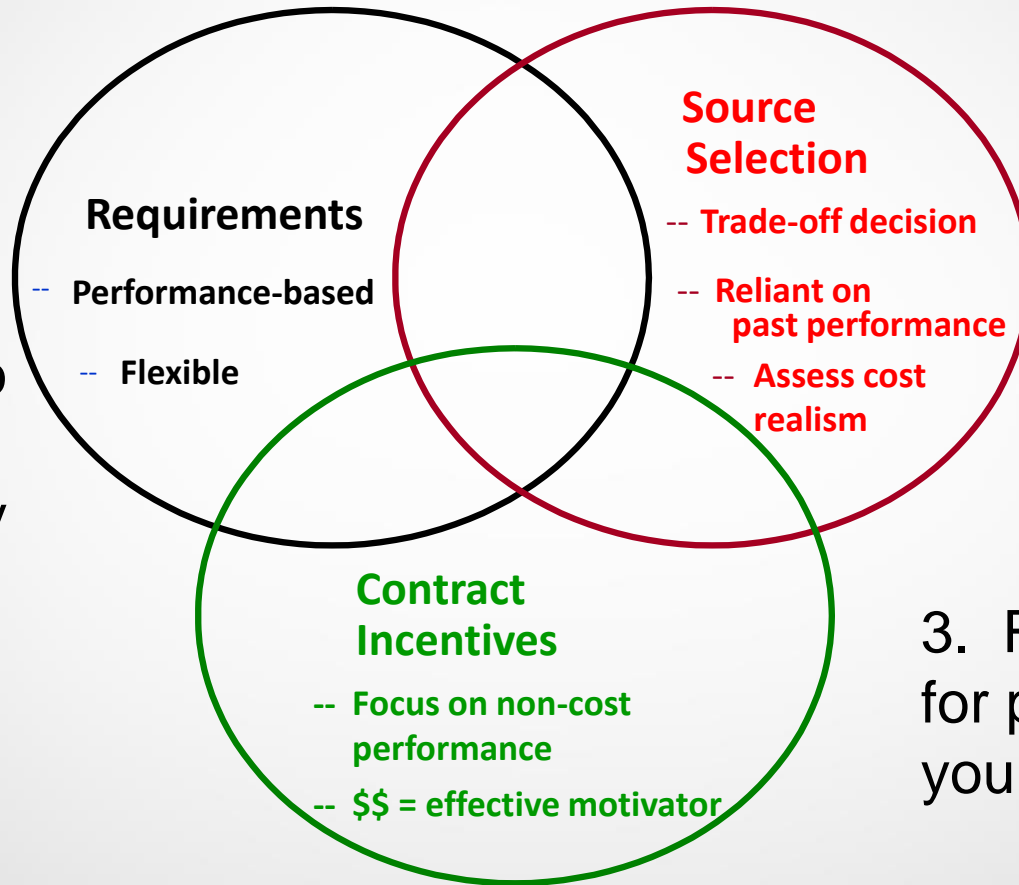 Source
Selection
-- Trade-off decision
-- Reliant on
past performance
-- Assess cost
realism
Requirements
-- Performance-based
-- Flexible
Contract
Incentives
-- Focus on non-cost
performance
-- $$ = effective motivator
3.
for
you